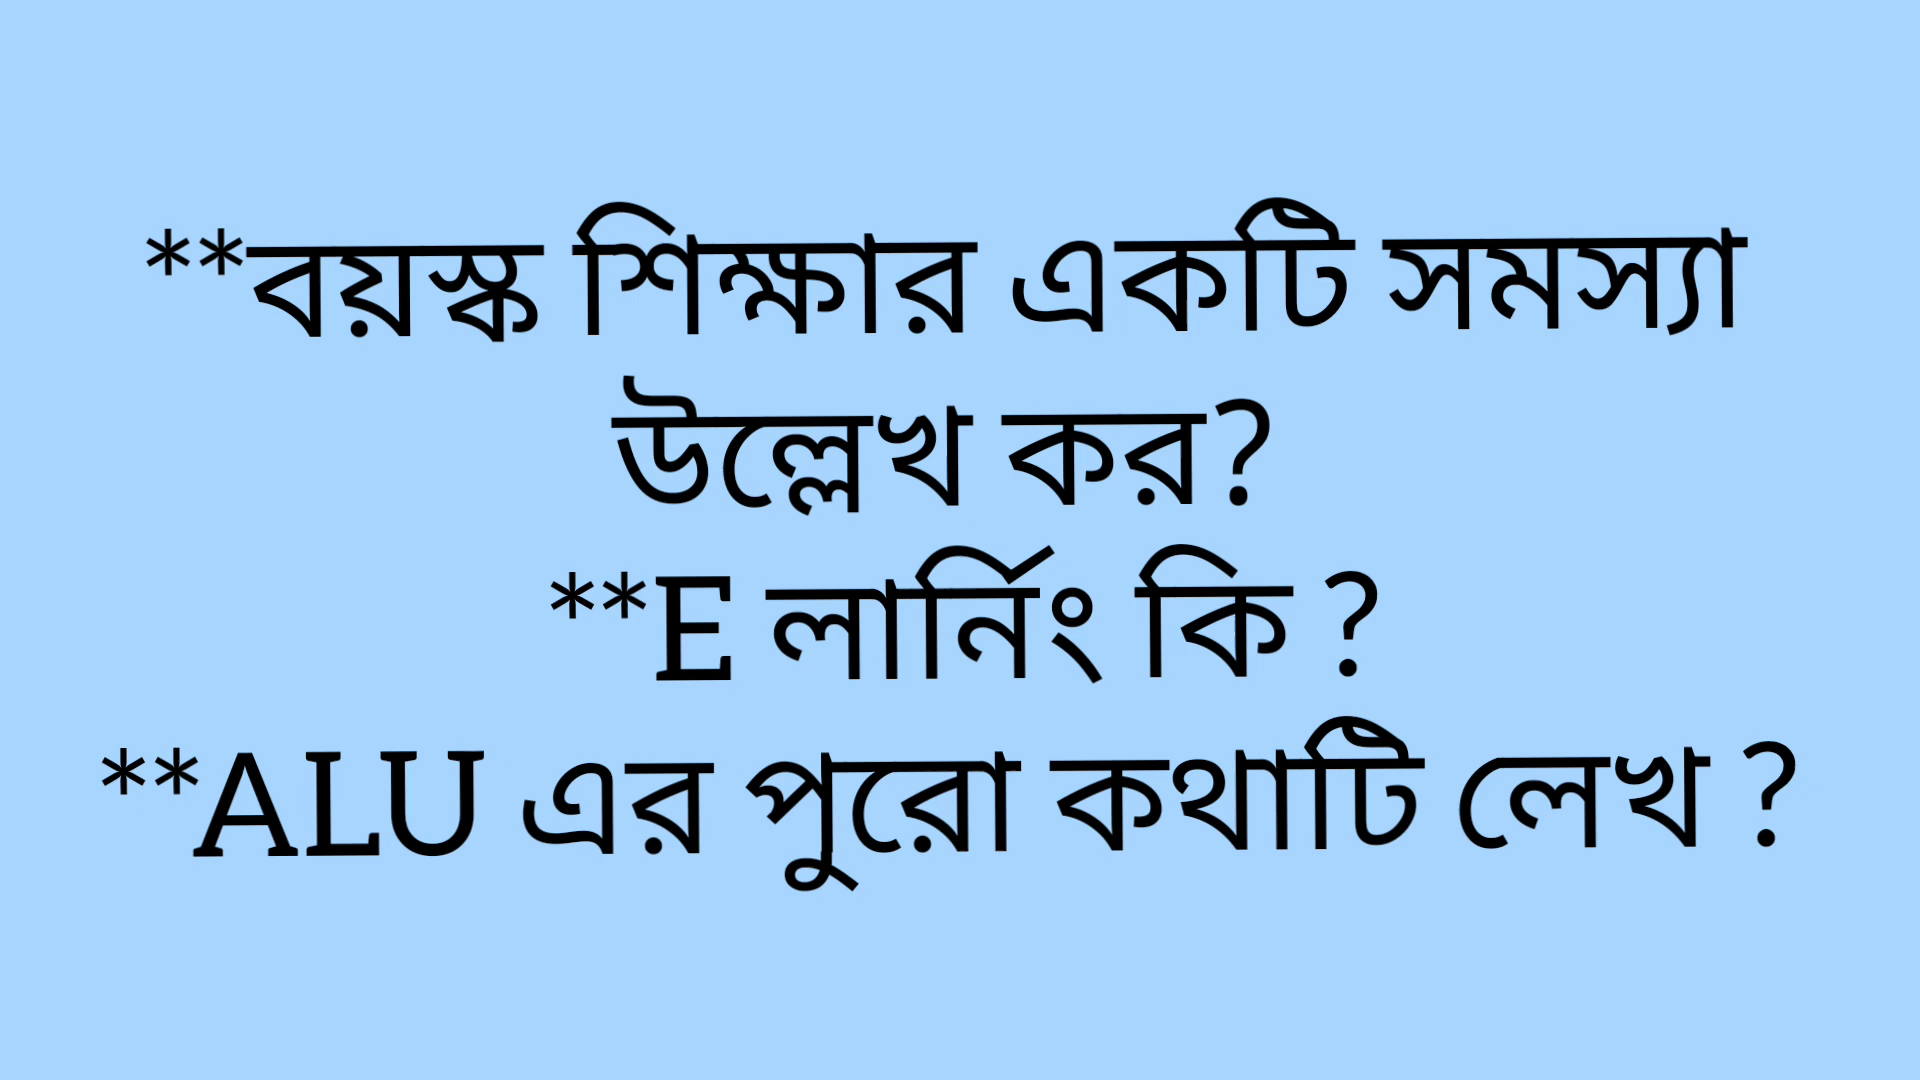 **বয়স্ক শিক্ষার একটি সমস্যা
উল্লেখ কর?
**E লার্নিং কি ?
**ALU এর পুরো কথাটি লেখ ?